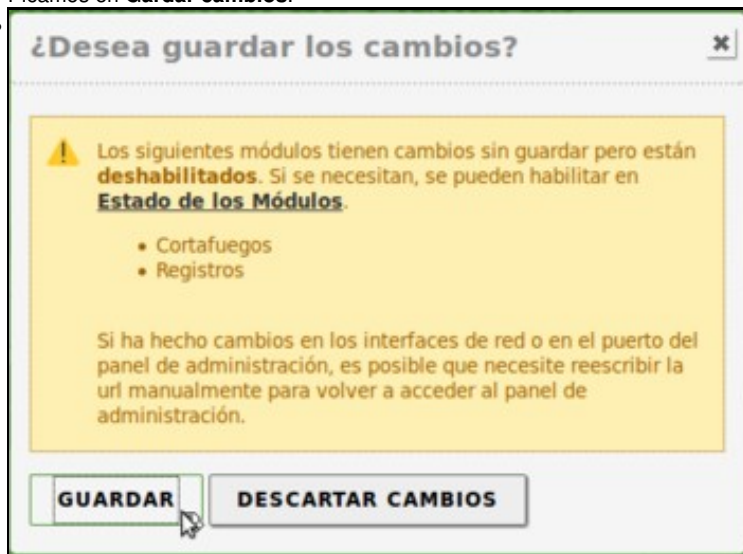 ¿Desea guardar los cambios?
Los siguientes módulos tienen cambios sin guardar pero están
deshabilitados. Si se necesitan, se pueden habilitar en
Estado de los Módulos.
• Cortafuegos
• Registros
Si ha hecho cambios en los interfaces de red o en el puerto del
panel de administración, es posible que necesite reescribir la
url manualmente para volver a acceder al panel de
administración.
GUARDAR DESCARTAR CAMBIOS